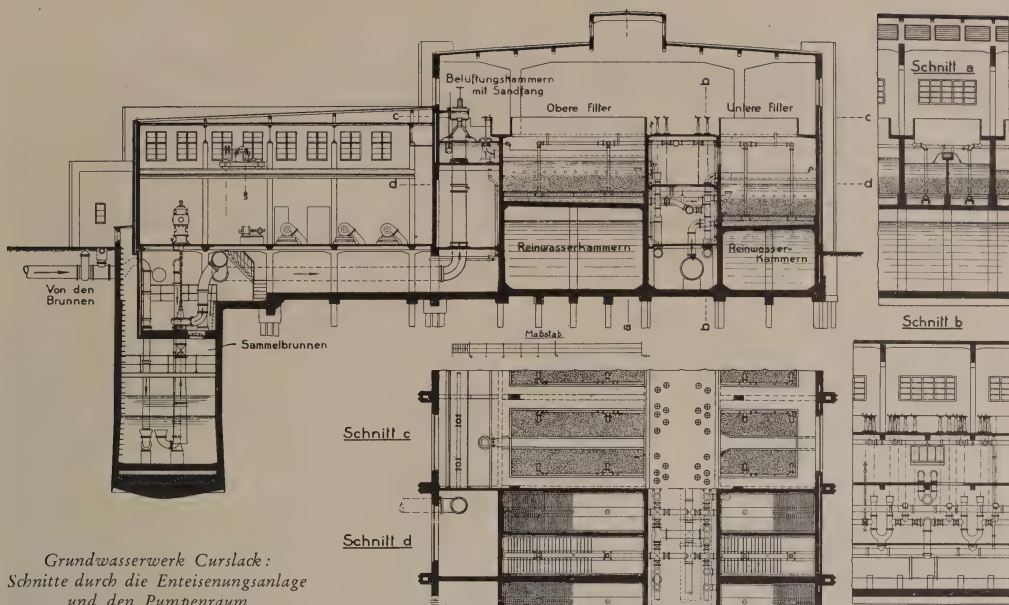 Belüftungskammern
mit Sandfang
Obere Filter
Untere Filter
b
Schnitt a
c
c
d
d
Reinwasserkammern
Reinwasser-
kammern
Von den
Brunnen
Sammelbrunnen
a
b
Maßstab
Schnitt b
Schnitt c
Schnitt d
Grundwasserwerk Curslack:
Schnitte durch die Enteisenungsanlage
und den Pumpenraum